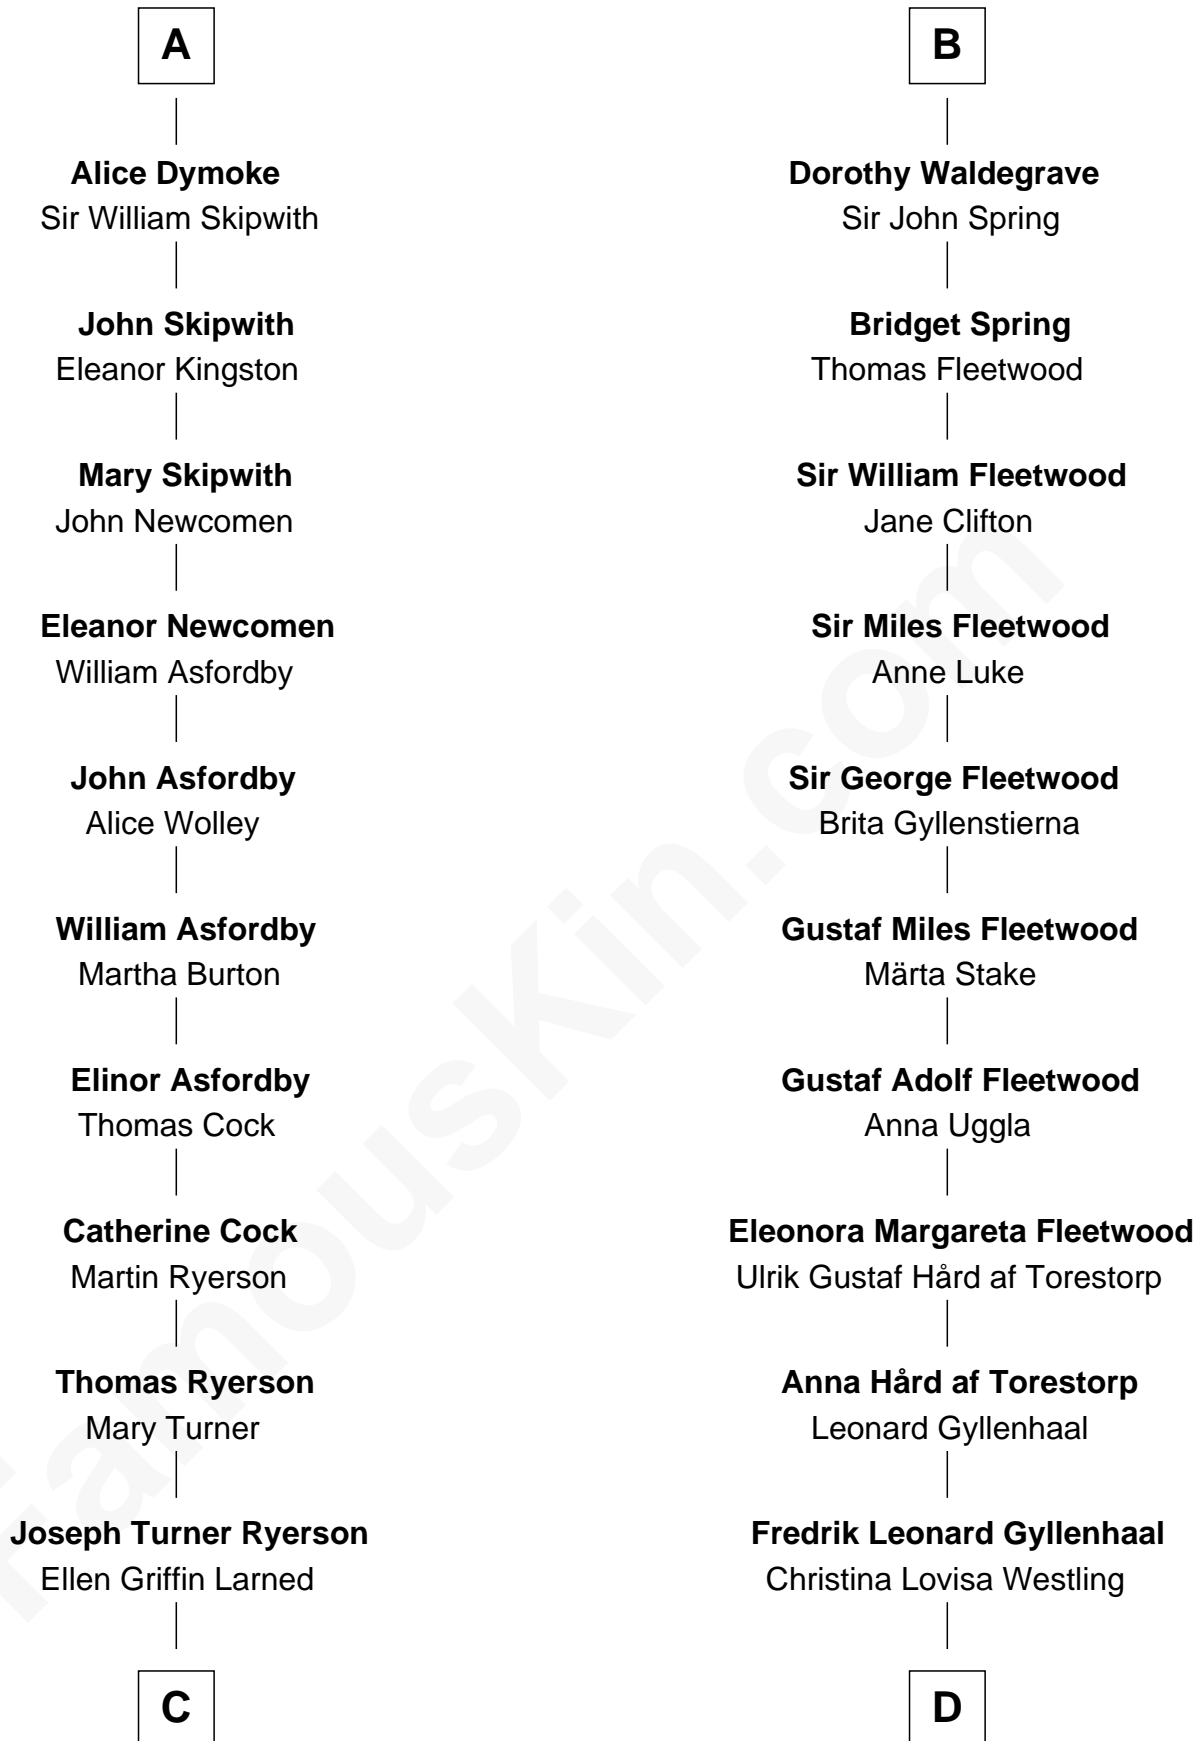 A
Alice Dymoke
Sir William Skipwith
John Skipwith
Eleanor Kingston
Mary Skipwith
John Newcomen
Eleanor Newcomen
William Asfordby
John Asfordby
Alice Wolley
William Asfordby
Martha Burton
Elinor Asfordby
Thomas Cock
Catherine Cock
Martin Ryerson
Thomas Ryerson
Mary Turner
Joseph Turner Ryerson
Ellen Griffin Larned
C
B
Dorothy Waldegrave
Sir John Spring
Bridget Spring
Thomas Fleetwood
Sir William Fleetwood
Jane Clifton
Sir Miles Fleetwood
Anne Luke
Sir George Fleetwood
Brita Gyllenstierna
Gustaf Miles Fleetwood
Märta Stake
Gustaf Adolf Fleetwood
Anna Uggla
Eleonora Margareta Fleetwood
Ulrik Gustaf Hård af Torestorp
Anna Hård af Torestorp
Leonard Gyllenhaal
Fredrik Leonard Gyllenhaal
Christina Lovisa Westling
D
FamousKin.com